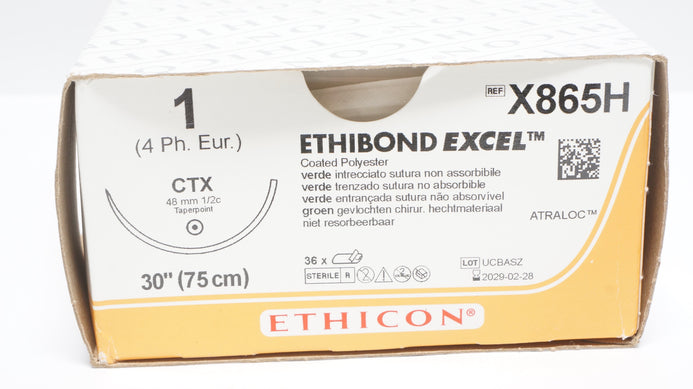 1
(4 Ph. Eur.)
CTX
48 mm 1/2c
Taperpoint
30" (75 cm)
REF X865H
ETHIBOND EXCEL™
Coated Polyester
verde intrecciato sutura non assorbibile
verde trenzado sutura no absorbible
verde entrançada sutura não absorvível
groen gevlochten chirur. hechtmateriaal
niet resorbeerbaar
ATRALOC™
36 x
STERILE R
LOT UCBASZ
2029-02-28
ETHICON®